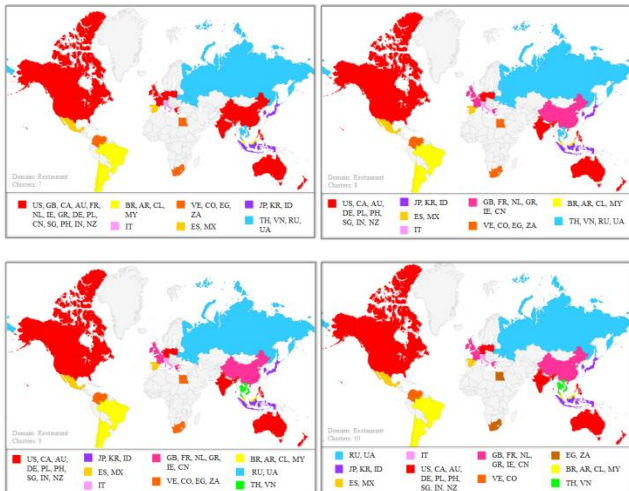 Domain: Restaurant
Clusters: 7
US, GB, CA, AU, FR,
NL, IE, GR, DE, PL,
CN, SG, PH, IN, NZ
BR, AR, CL,
MY
IT
VE, CO, EG,
ZA
ES, MX
JP, KR, ID
TH, VN, RU,
UA
Domain: Restaurant
Clusters: 8
US, CA, AU,
DE, PL, PH,
SG, IN, NZ
JP, KR, ID
ES, MX
IT
GB, FR, NL, GR,
IE, CN
VE, CO, EG, ZA
BR, AR, CL, MY
TH, VN, RU, UA
Domain: Restaurant
Clusters: 9
US, CA, AU,
DE, PL, PH,
SG, IN, NZ
JP, KR, ID
ES, MX
IT
GB, FR, NL, GR,
IE, CN
VE, CO, EG, ZA
BR, AR, CL, MY
RU, UA
TH, VN
Domain: Restaurant
Clusters: 10
RU, UA
JP, KR, ID
ES, MX
IT
US, CA, AU,
DE, PL, PH,
SG, IN, NZ
GB, FR, NL,
GR, IE, CN
VE, CO
EG, ZA
BR, AR, CL, MY
TH, VN